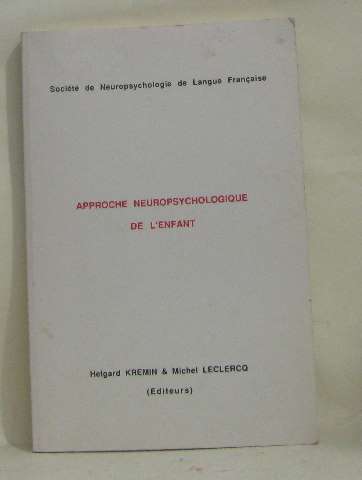 Société de Neuropsychologie de Langue Française
APPROCHE NEUROPSYCHOLOGIQUE
DE L'ENFANT
Helgard KREMIN & Michel LECLERCQ
(Editeurs)